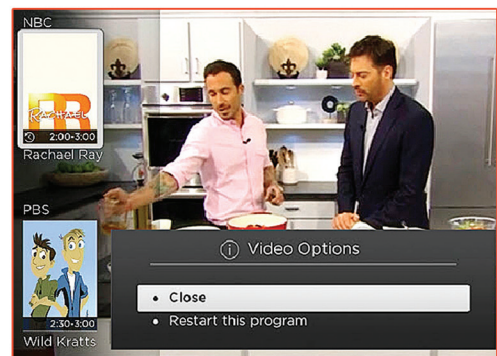 NBC
RACHAEL
2:00-3:00
Rachael Ray
PBS
2:30-3:00
Wild Kratts
Video Options
• Close
• Restart this program